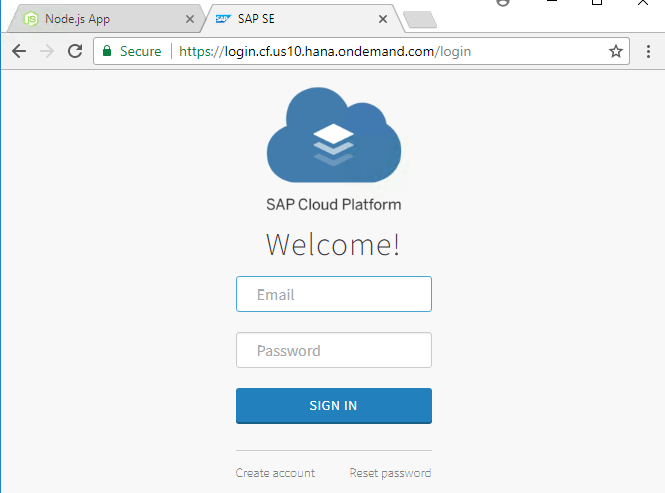 Node.js App
SAP SE
Secure https://login.cf.us10.hana.ondemand.com/login
SAP Cloud Platform
Welcome!
Email
Password
SIGN IN
Create account Reset password